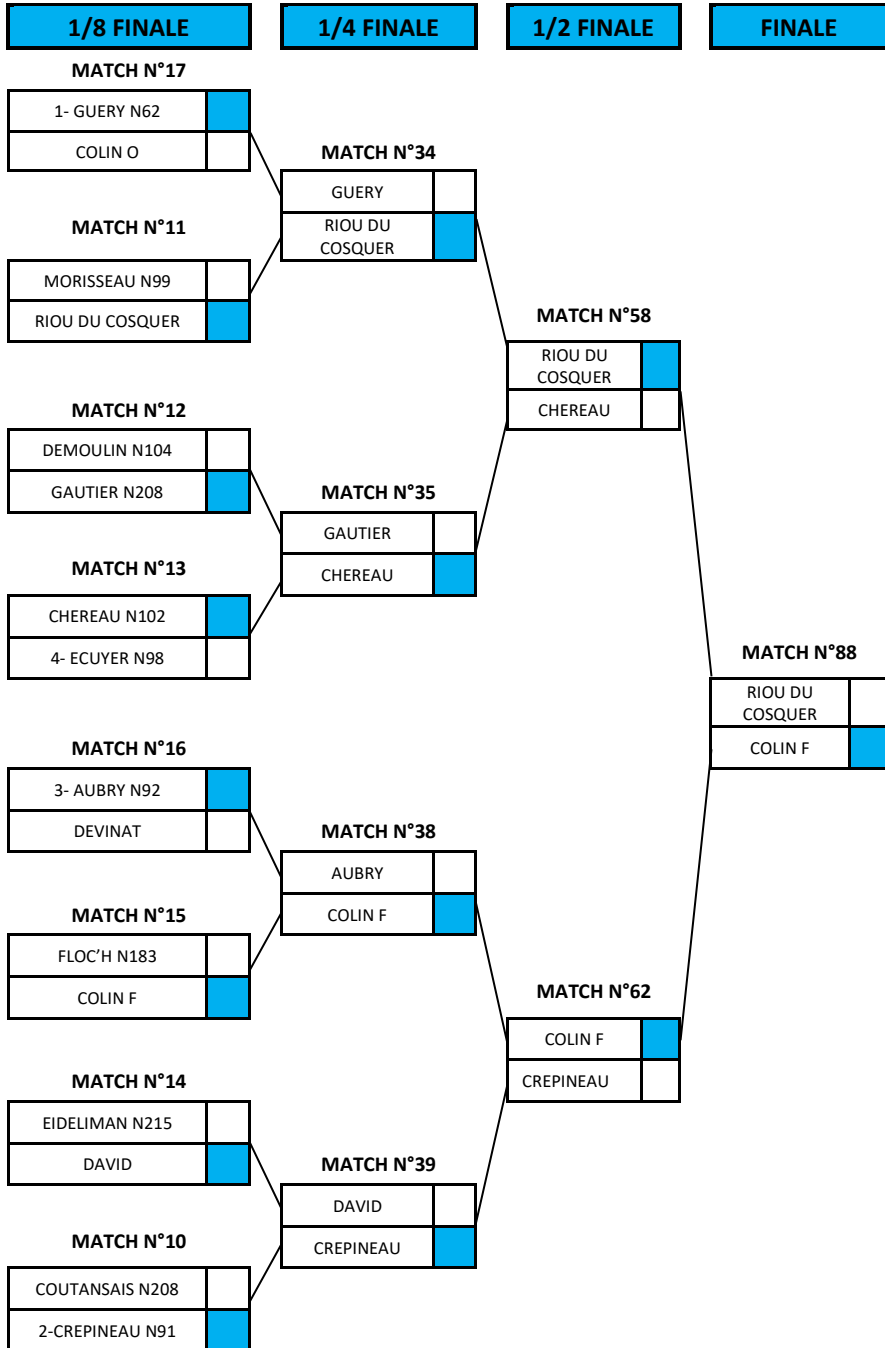 1/8 FINALE
1/4 FINALE
1/2 FINALE
FINALE
MATCH N°17
1- GUERY N62
COLIN O
MATCH N°11
MORISSEAU N99
RIOU DU COSQUER
MATCH N°12
DEMOULIN N104
GAUTIER N208
MATCH N°13
CHEREAU N102
4- ECUYER N98
MATCH N°16
3- AUBRY N92
DEVINAT
MATCH N°15
FLOC’H N183
COLIN F
MATCH N°14
EIDELIMAN N215
DAVID
MATCH N°10
COUTANSAIS N208
2-CREPINEAU N91
MATCH N°34
GUERY
RIOU DU
COSQUER
MATCH N°35
GAUTIER
CHEREAU
MATCH N°38
AUBRY
COLIN F
MATCH N°39
DAVID
CREPINEAU
MATCH N°58
RIOU DU
COSQUER
CHEREAU
MATCH N°62
COLIN F
CREPINEAU
MATCH N°88
RIOU DU
COSQUER
COLIN F